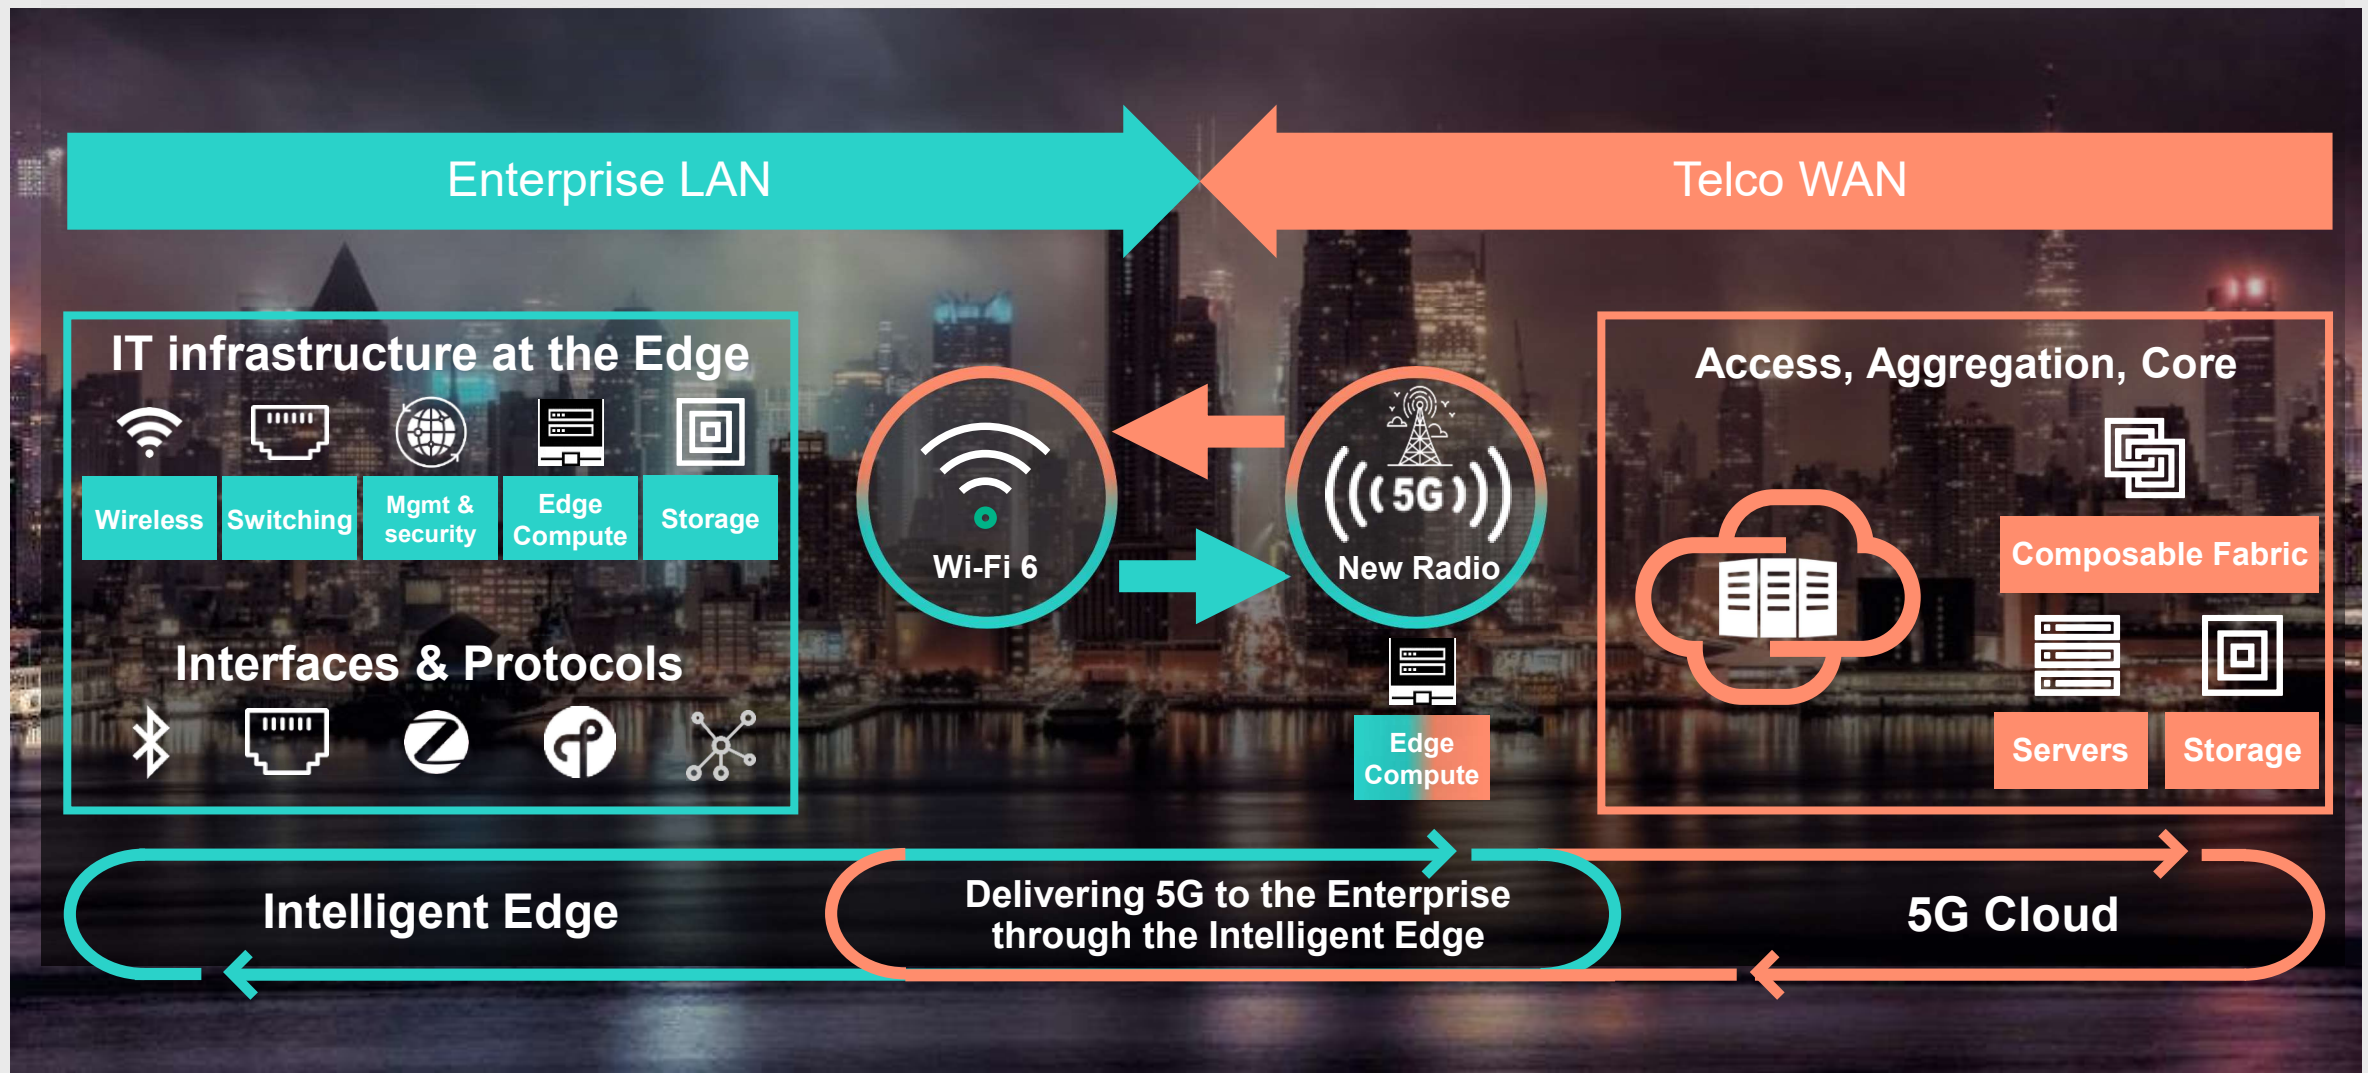 Enterprise LAN
Telco WAN
IT infrastructure at the Edge
Wireless
Switching
Mgmt &
security
Edge
Compute
Storage
Interfaces & Protocols
Wi-Fi 6
5G
New Radio
Edge
Compute
Access, Aggregation, Core
Composable Fabric
Servers
Storage
Intelligent Edge
Delivering 5G to the Enterprise
through the Intelligent Edge
5G Cloud